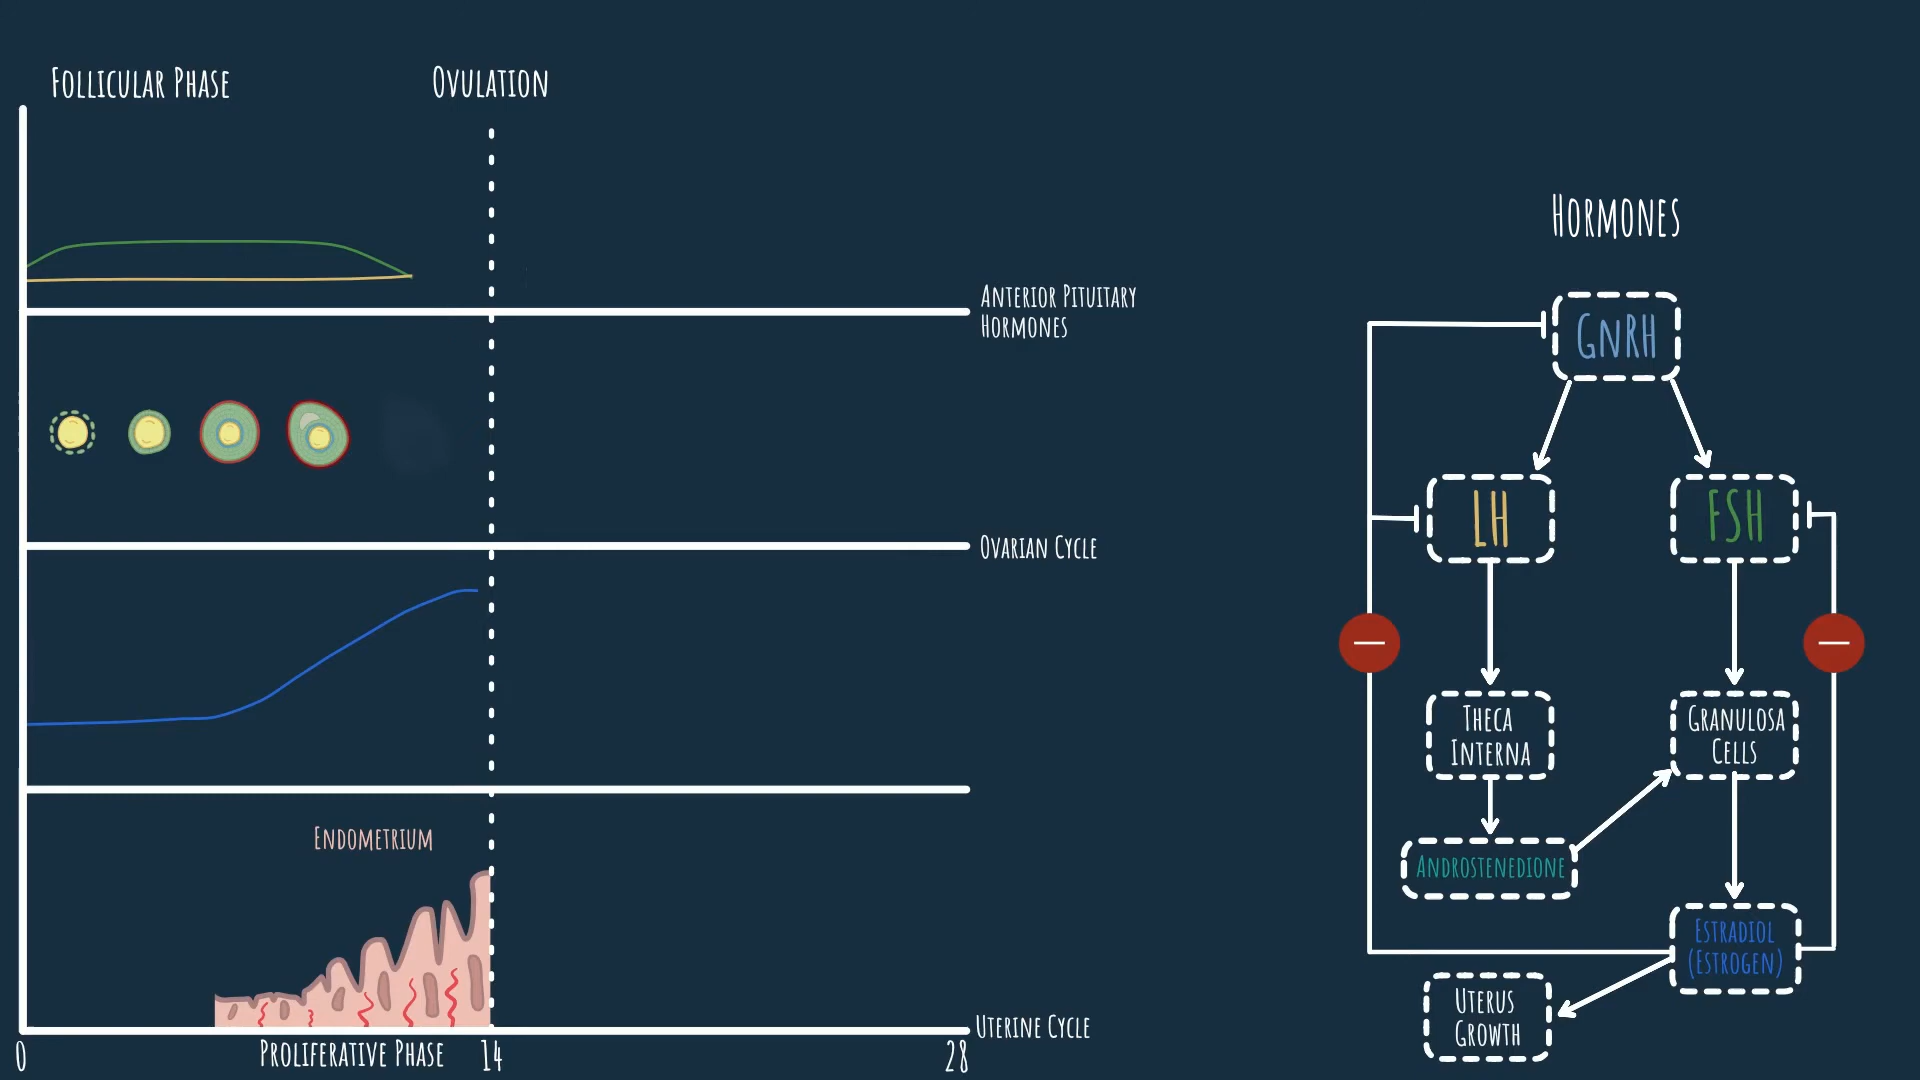 Follicular Phase
Ovulation
Anterior Pituitary
Hormones
Ovarian Cycle
Endometrium
Uterine Cycle
0
Proliferative Phase
14
28
Hormones
GnRH
LH
FSH
Theca
Interna
Granulosa
Cells
Androstenedione
Estradiol
(Estrogen)
Uterus
Growth